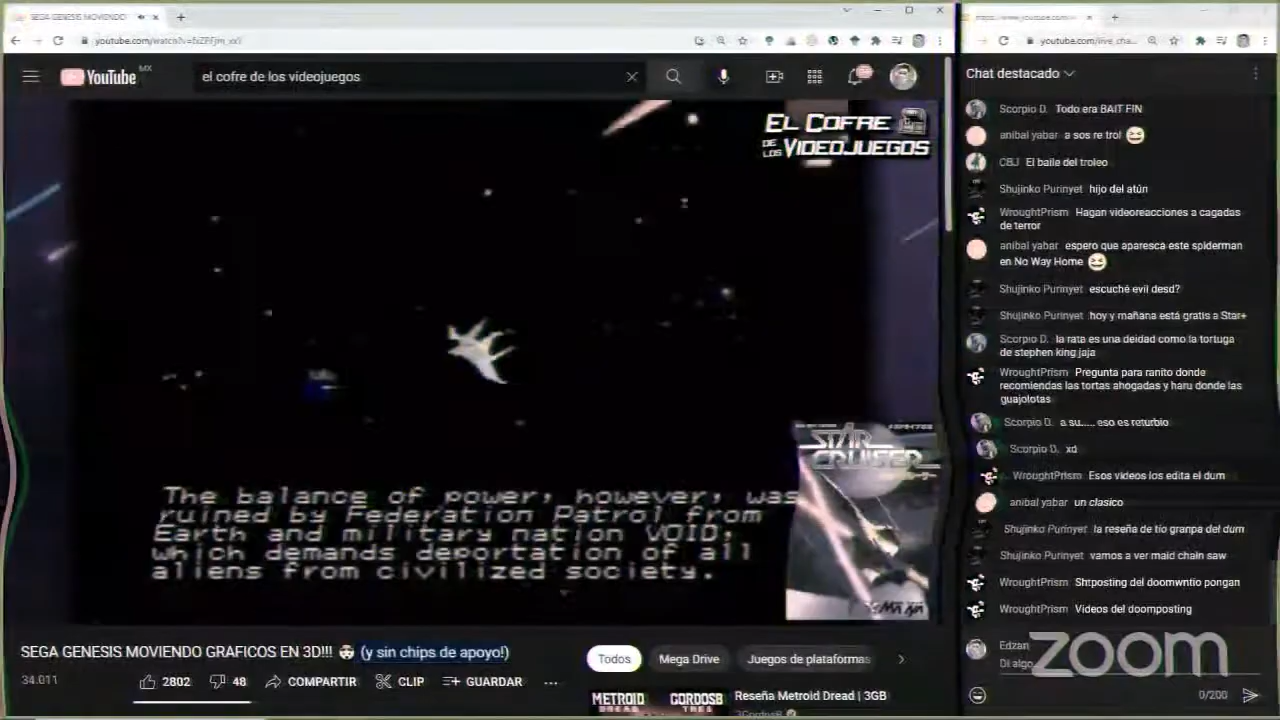 SEGA GENESIS MOVIENDO
youtube.com/watch?v=
youtube.com/live_cha...
YouTube MX
el cofre de los videojuegos
EL COFRE
DE LOS VIDEOJUEGOS
STAR
CRUISER
The balance of power, however, was
ruined by Federation Patrol from
Earth and military nation VOID;
which demands deportation of all
aliens from civilized society.
SEGA GENESIS MOVIENDO GRAFICOS EN 3D!!! (y sin chips de apoyo!)
34.011
2802
48
COMPARTIR
CLIP
GUARDAR
Todos
Mega Drive
Juegos de plataformas
METROID
CORDOSB
Reseña Metroid Dread | 3GB
3GordosB
Chat destacado
Scorpio D. Todo era BAIT FIN
anibal yabar a sos re trol
CBJ El baile del troleo
Shujinko Purinyet hijo del atún
WroughtPrism Hagan videoreacciones a cagadas
de terror
anibal yabar espero que aparesca este spiderman
en No Way Home
Shujinko Purinyet escuché evil desd?
Shujinko Purinyet hoy y mañana está gratis a Star+
Scorpio D. la rata es una deidad como la tortuga
de stephen king jaja
WroughtPrism Pregunta para ranito donde
recomiendas las tortas ahogadas y haru donde las
guajolotas
Scorpio D. a su..... eso es returbio
Scorpio D. xd
WroughtPrism Esos videos los edita el dum
anibal yabar un clasico
Shujinko Purinyet la reseña de tío granpa del dum
Shujinko Purinyet vamos a ver maid chain saw
WroughtPrism Shtposting del doomwntio pongan
WroughtPrism Videos del doomposting
Edzan
Di algo
zoom
0/200